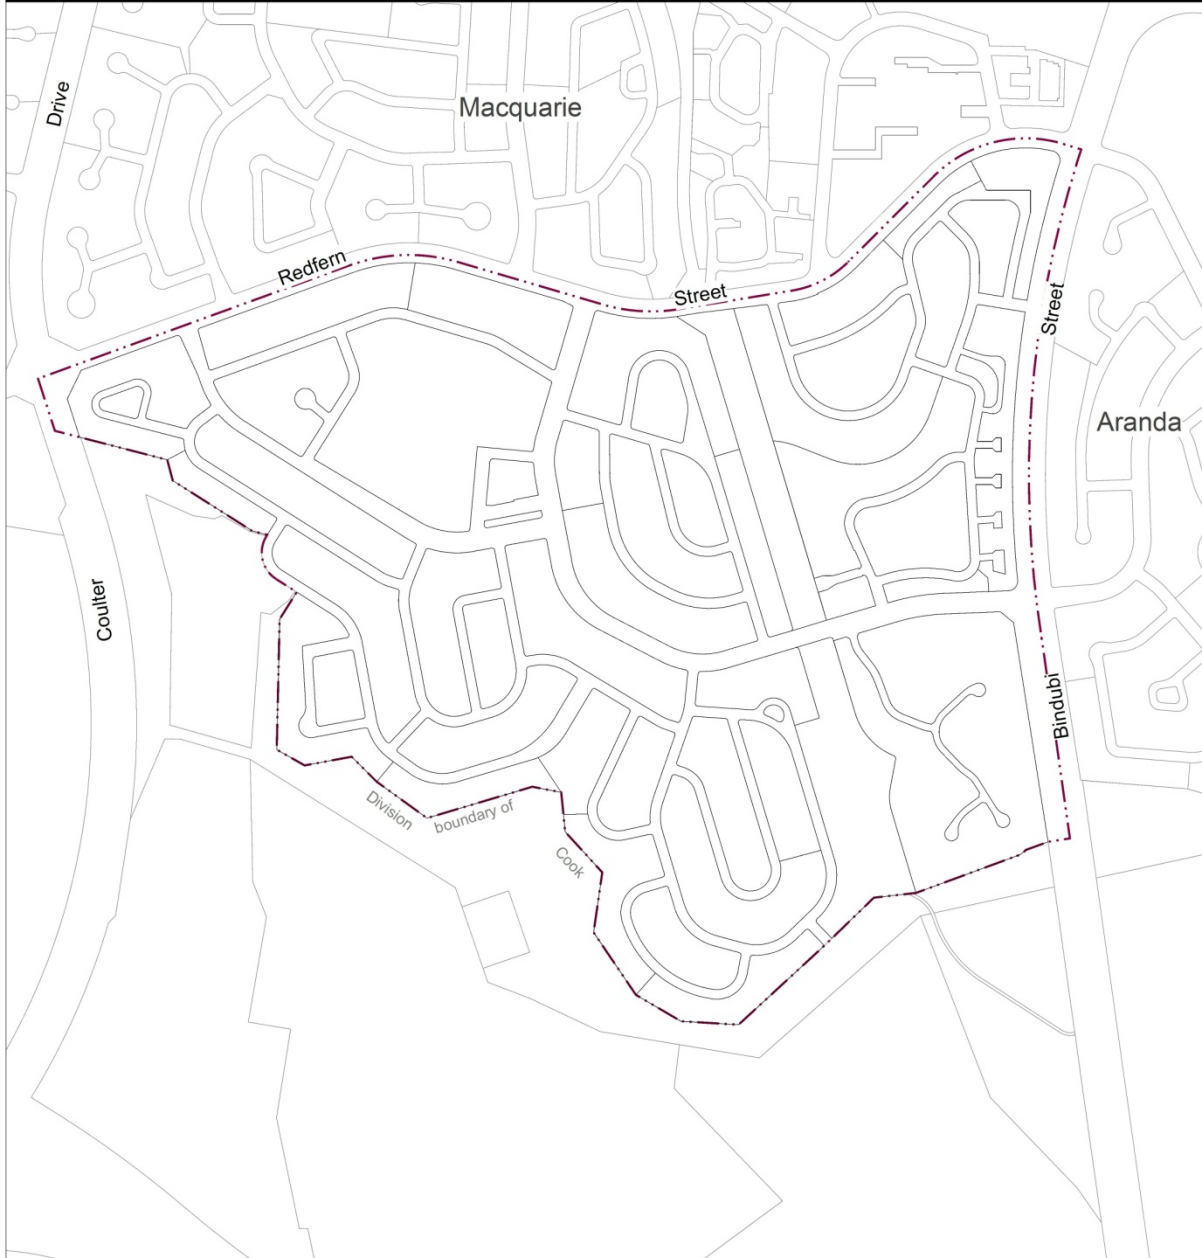 Drive
Macquarie
Redfern
Street
Street
Aranda
Coulter
Bindubi
Division
boundary of
Cook